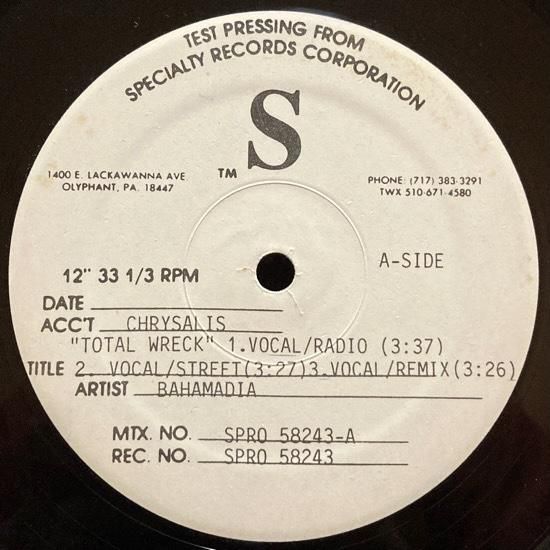 TEST PRESSING FROM
SPECIALTY RECORDS CORPORATION
S
TM
1400 E. LACKAWANNA AVE.
OLYPHANT, PA. 18447
PHONE: (717) 383-3291
TWX 510-671-4580
A-SIDE
12" 33 1/3 RPM
DATE
ACC'T CHRYSALIS
"TOTAL WRECK" 1.VOCAL/RADIO (3:37)
TITLE 2. VOCAL/STREET(3:27)3.VOCAL/REMIX(3:26)
ARTIST BAHAMADIA
MTX. NO. SPRO 58243-A
REC. NO. SPRO 58243